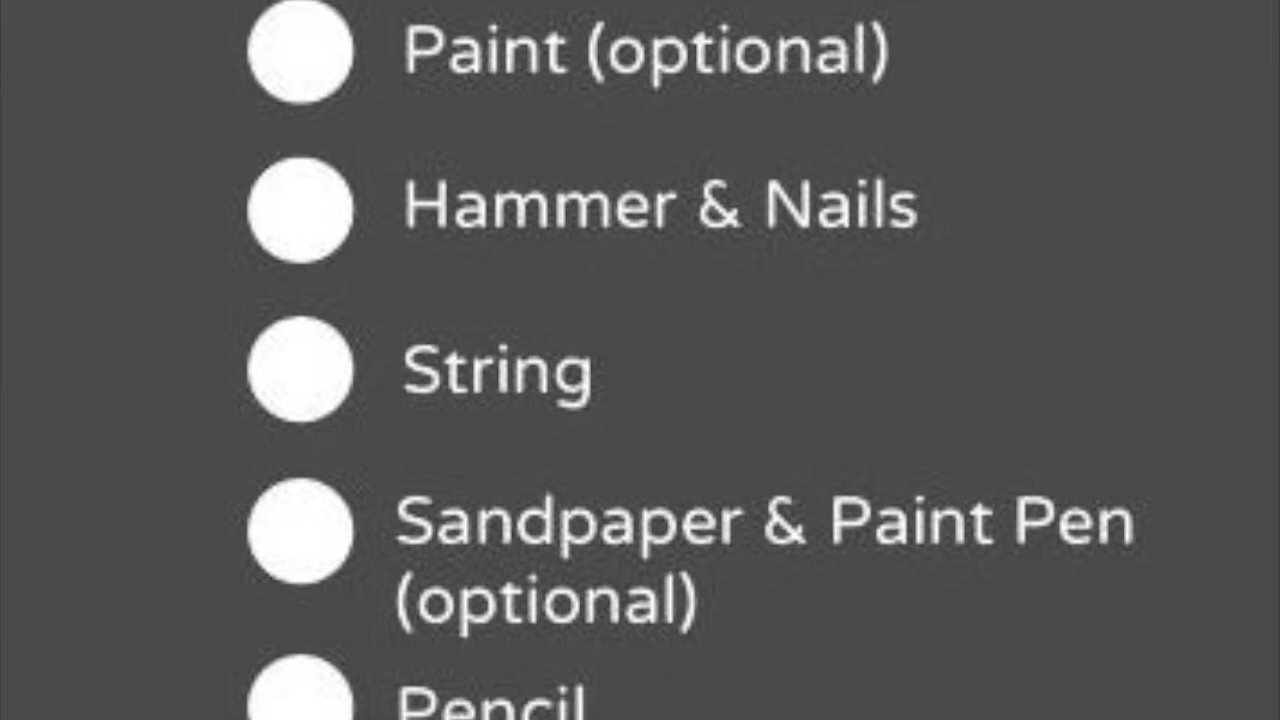 Paint (optional)
Hammer & Nails
String
Sandpaper & Paint Pen
(optional)
Pencil